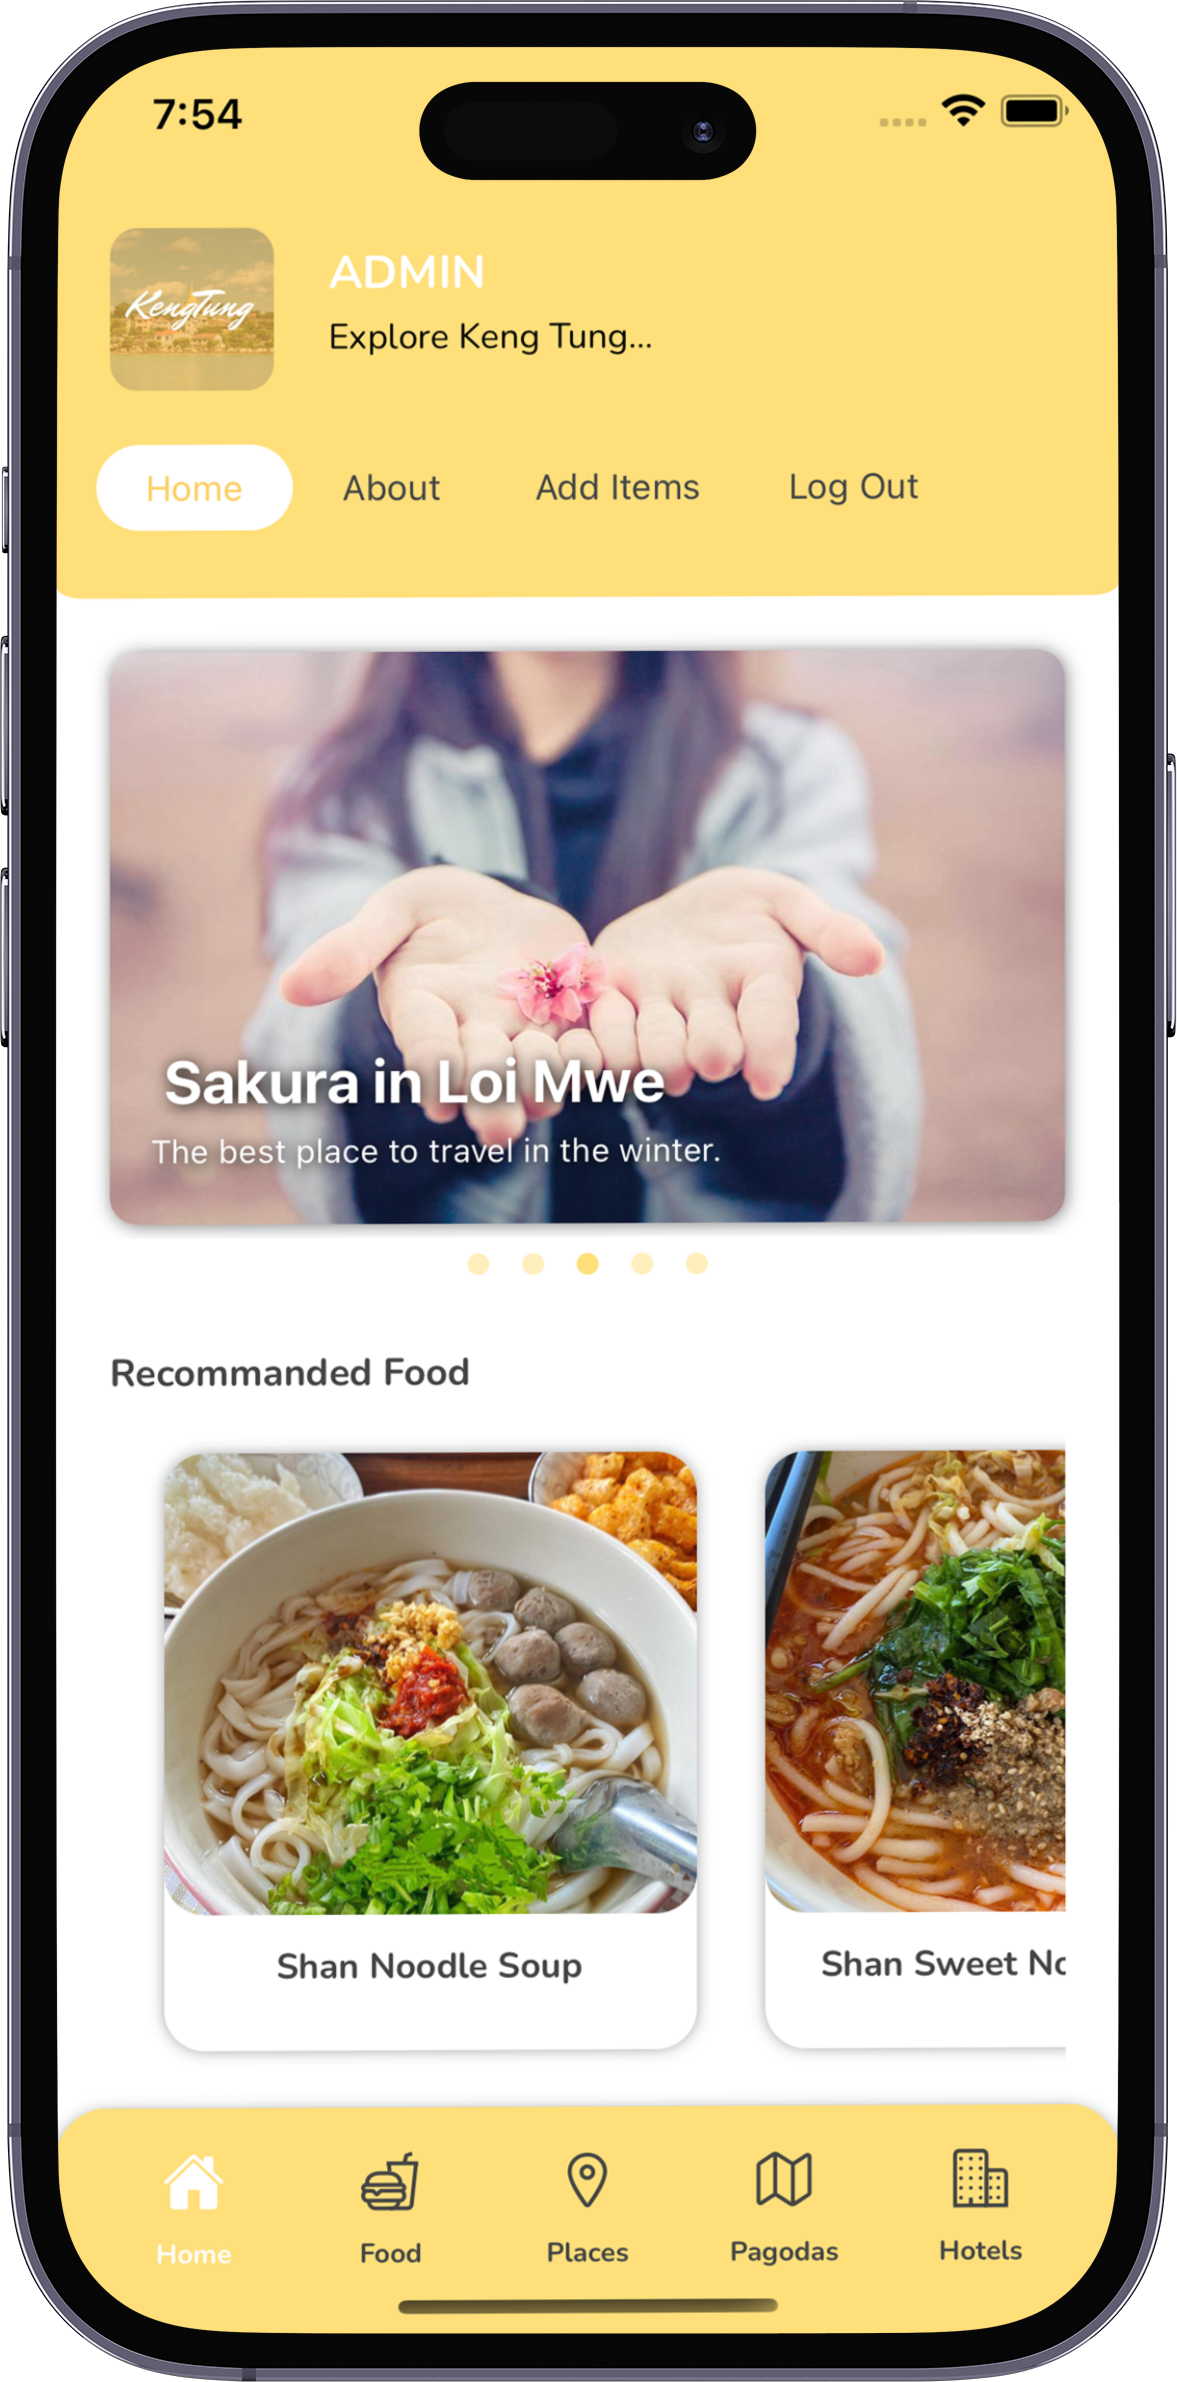 7:54
KengTung
ADMIN
Explore Keng Tung...
Home
About
Add Items
Log Out
Sakura in Loi Mwe
The best place to travel in the winter.
Recommanded Food
Shan Noodle Soup
Shan Sweet
Home
Food
Places
Pagodas
Hotels